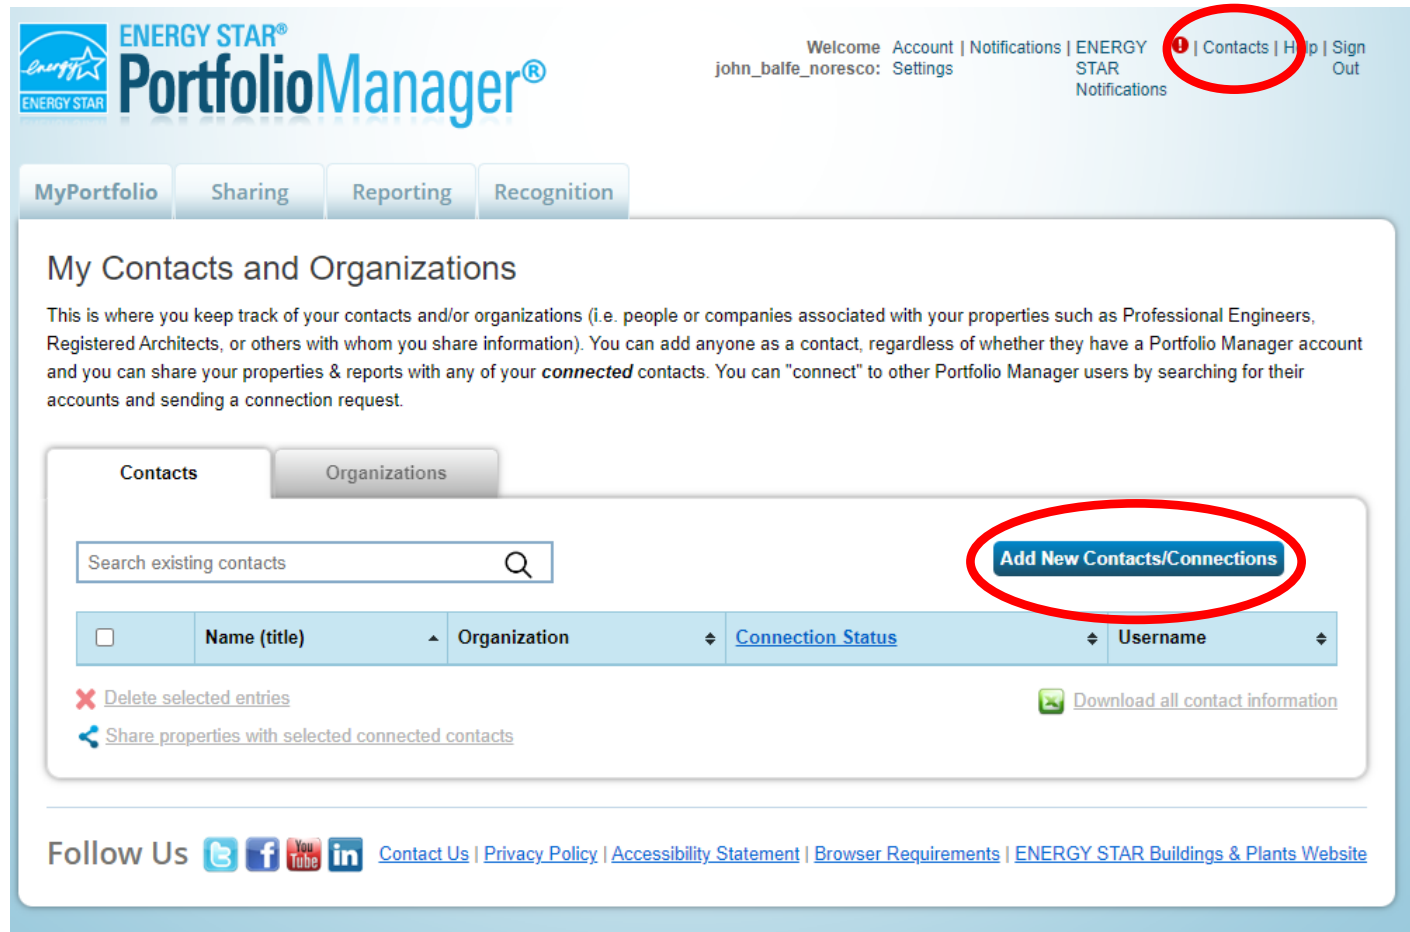 ENERGY STAR®
PortfolioManager®
energy
ENERGY STAR
Welcome john_balfe_noresco:
Account Settings | Notifications | ENERGY STAR Notifications | Contacts | Help | Sign Out
MyPortfolio Sharing Reporting Recognition
My Contacts and Organizations
This is where you keep track of your contacts and/or organizations (i.e. people or companies associated with your properties such as Professional Engineers,
Registered Architects, or others with whom you share information). You can add anyone as a contact, regardless of whether they have a Portfolio Manager account
and you can share your properties & reports with any of your connected contacts. You can "connect" to other Portfolio Manager users by searching for their
accounts and sending a connection request.
Contacts Organizations
Search existing contacts
Add New Contacts/Connections
Name (title) Organization Connection Status Username
Delete selected entries
Download all contact information
Share properties with selected connected contacts
Follow Us You Tube in Contact Us | Privacy Policy | Accessibility Statement | Browser Requirements | ENERGY STAR Buildings & Plants Website